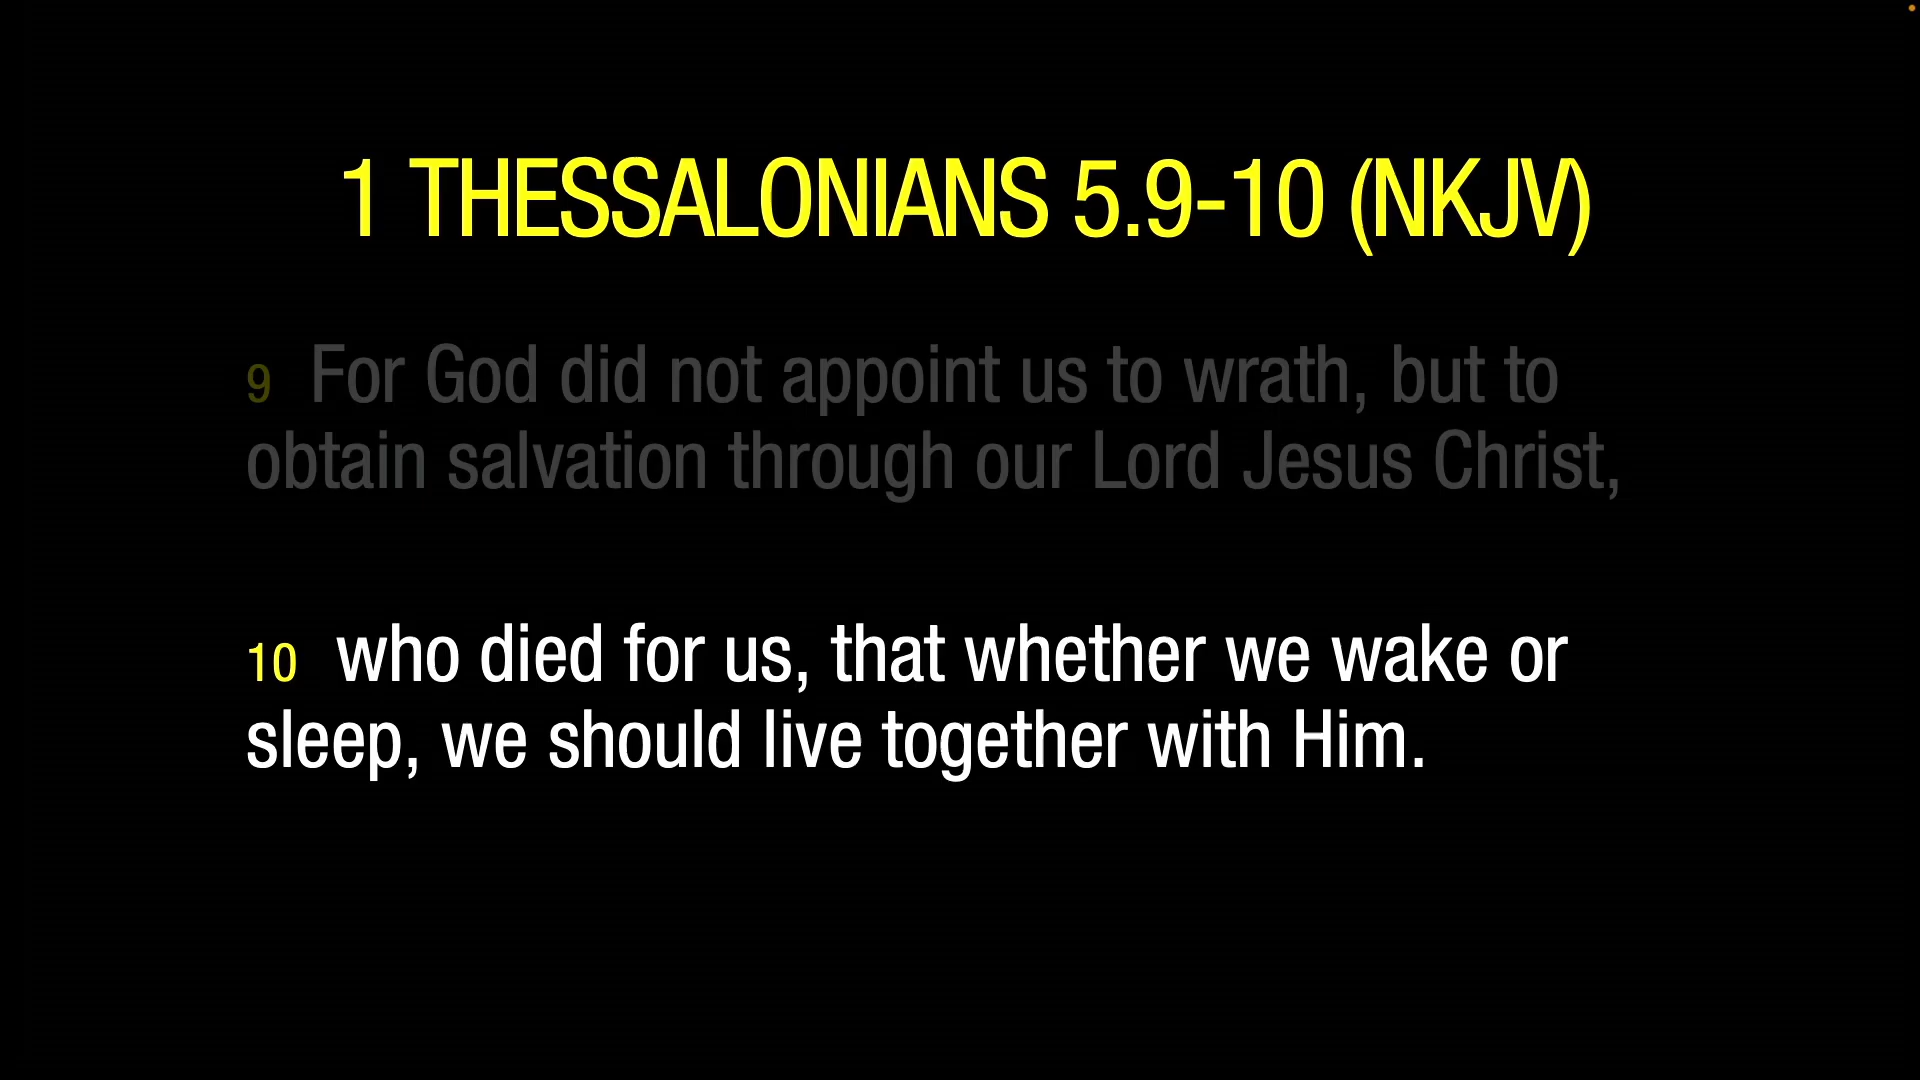 1 THESSALONIANS 5.9-10 (NKJV)
9 For God did not appoint us to wrath, but to
obtain salvation through our Lord Jesus Christ,
10 who died for us, that whether we wake or
sleep, we should live together with Him.